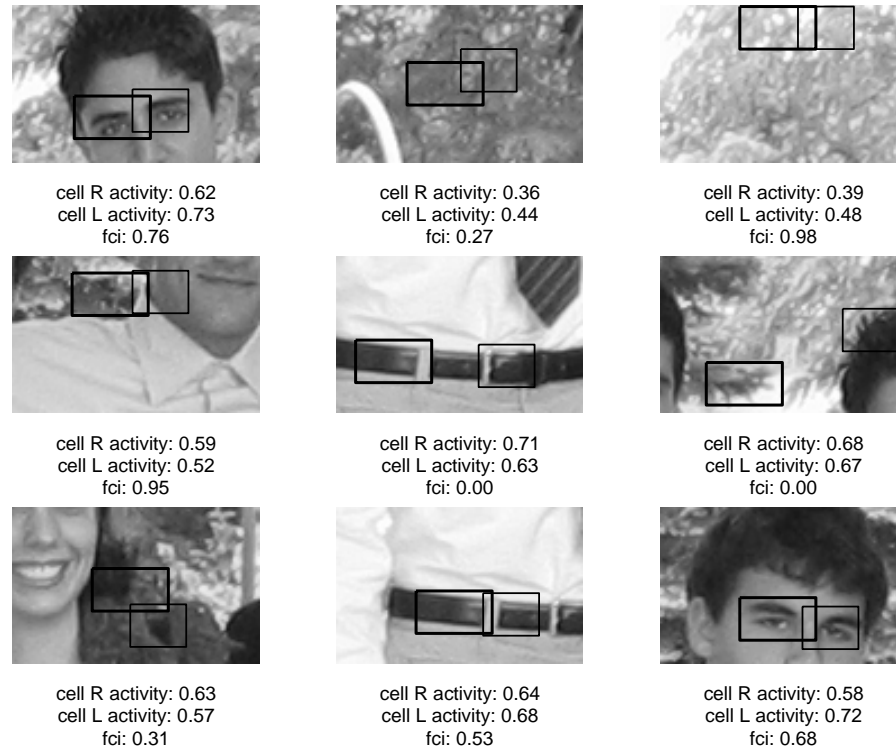 cell R activity: 0.62
cell L activity: 0.73
fci: 0.76
cell R activity: 0.36
cell L activity: 0.44
fci: 0.27
cell R activity: 0.39
cell L activity: 0.48
fci: 0.98
cell R activity: 0.59
cell L activity: 0.52
fci: 0.95
cell R activity: 0.71
cell L activity: 0.63
fci: 0.00
cell R activity: 0.68
cell L activity: 0.67
fci: 0.00
cell R activity: 0.63
cell L activity: 0.57
fci: 0.31
cell R activity: 0.64
cell L activity: 0.68
fci: 0.53
cell R activity: 0.58
cell L activity: 0.72
fci: 0.68